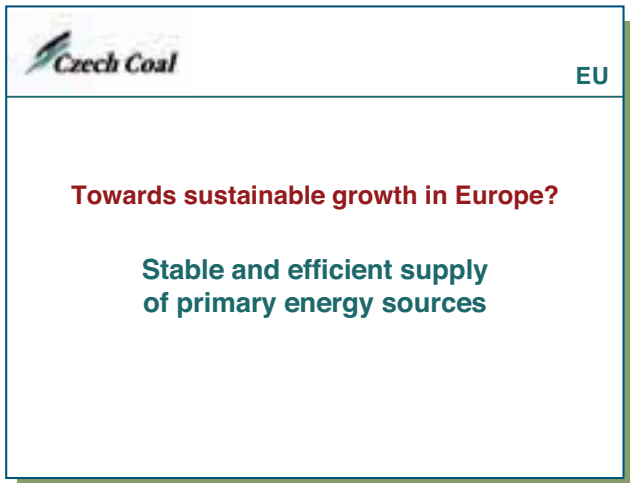 Czech Coal
EU
Towards sustainable growth in Europe?
Stable and efficient supply
of primary energy sources